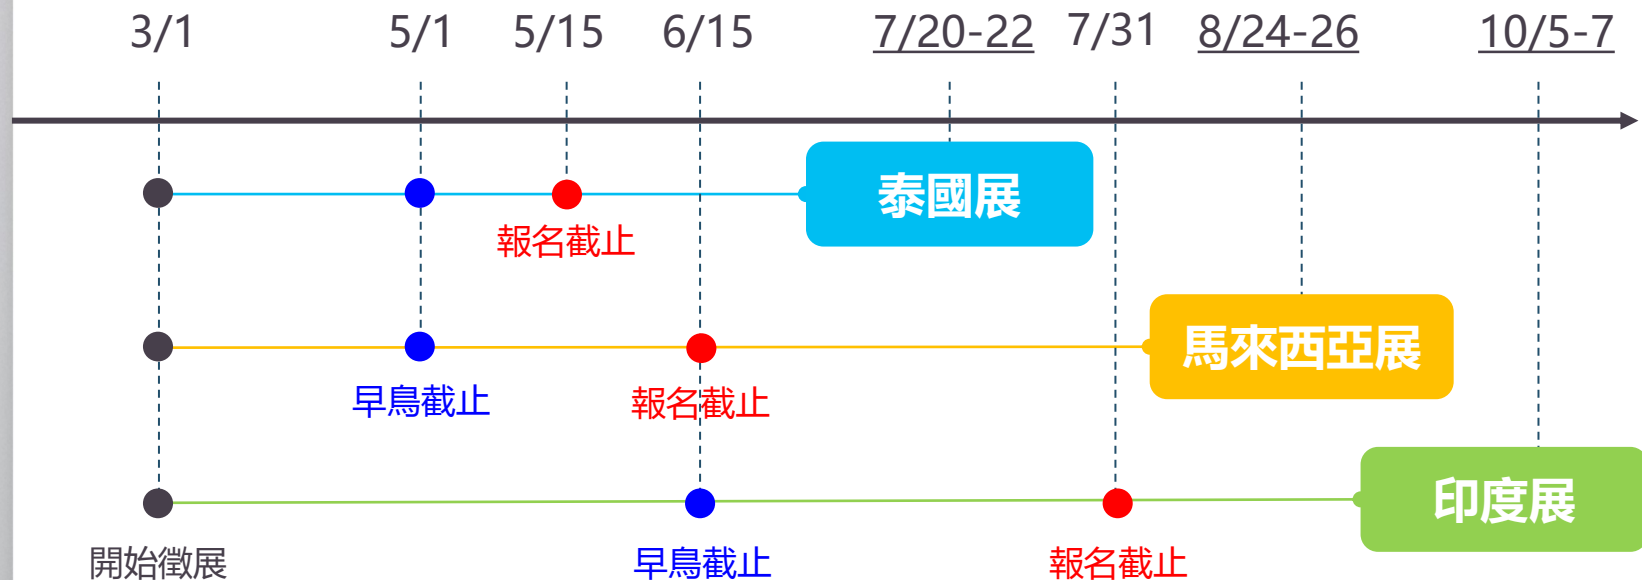 3/1 5/1 5/15 6/15 7/20-22 7/31 8/24-26 10/5-7
泰國展
報名截止
馬來西亞展
早鳥截止 報名截止
印度展
開始徵展 早鳥截止 報名截止